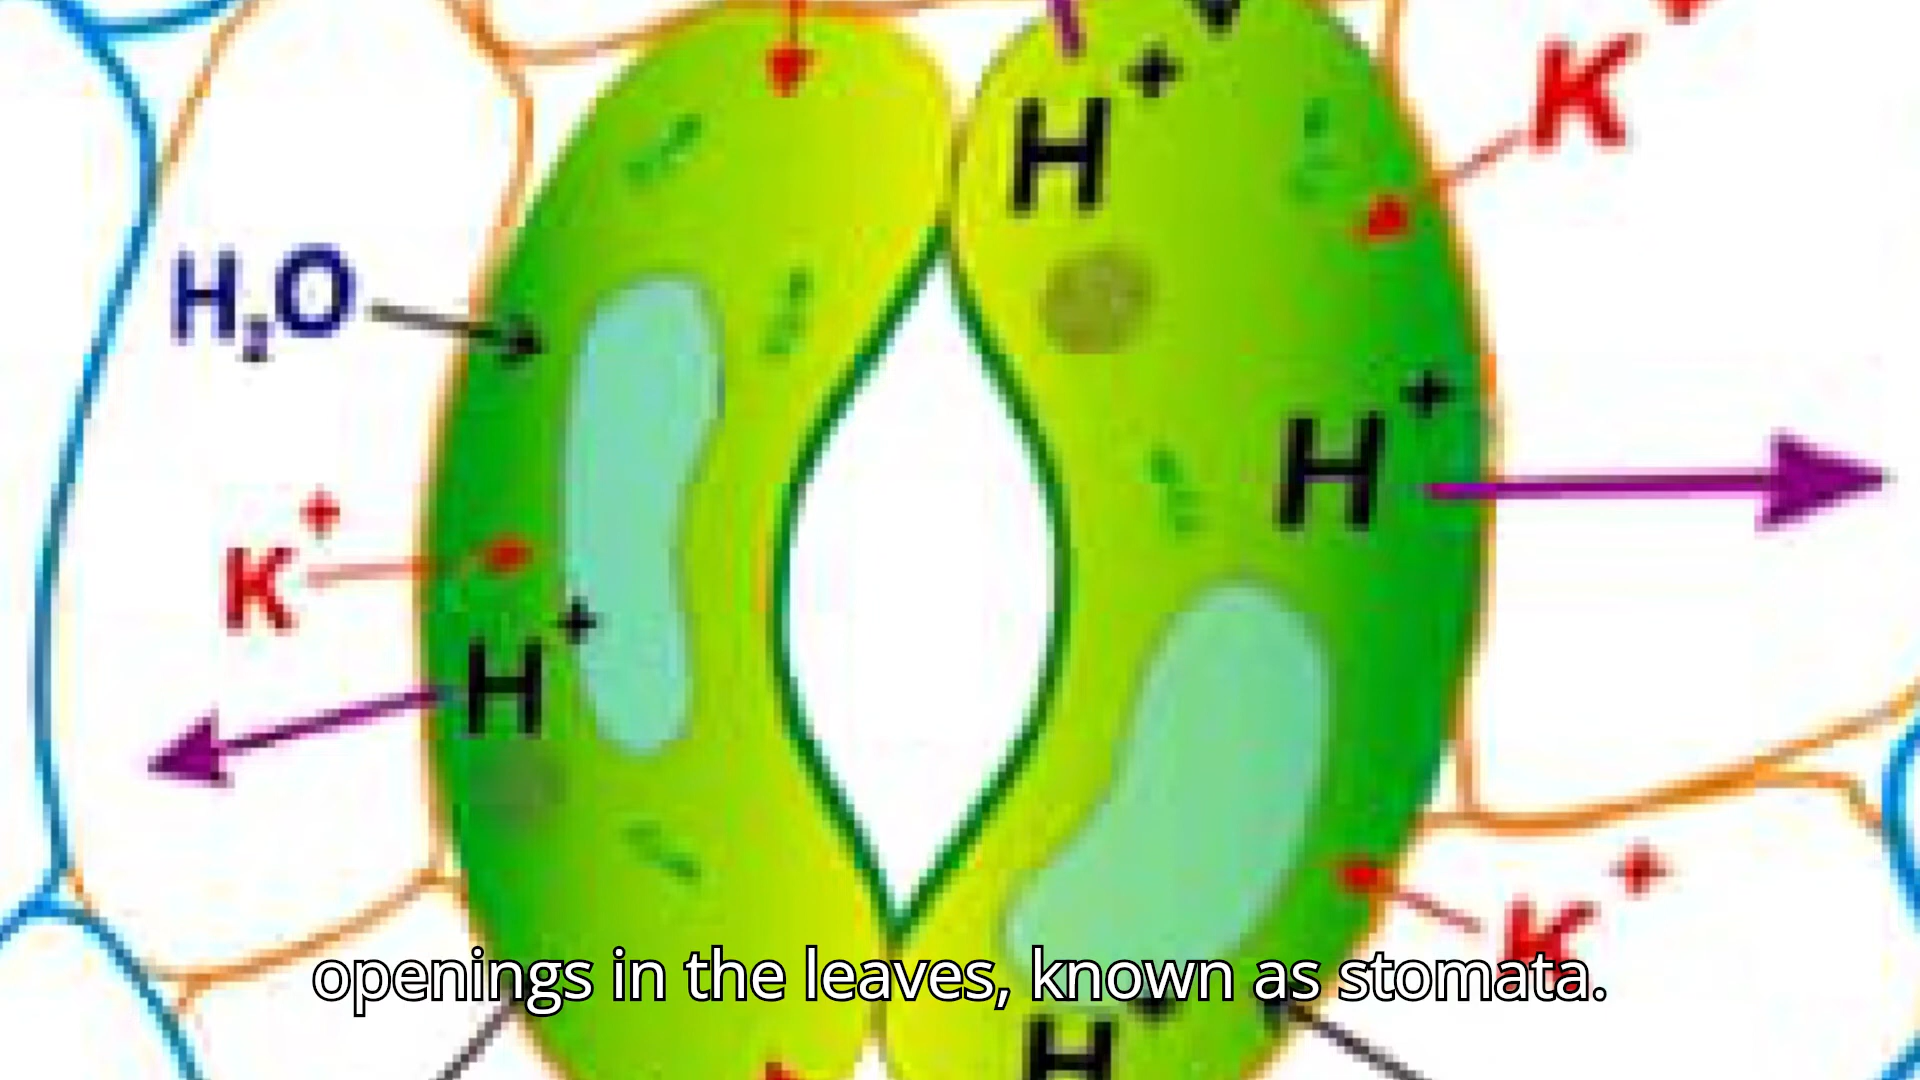 K+
H+
H₂O
H+
K+
H+
K+
openings in the leaves, known as stomata.
H+